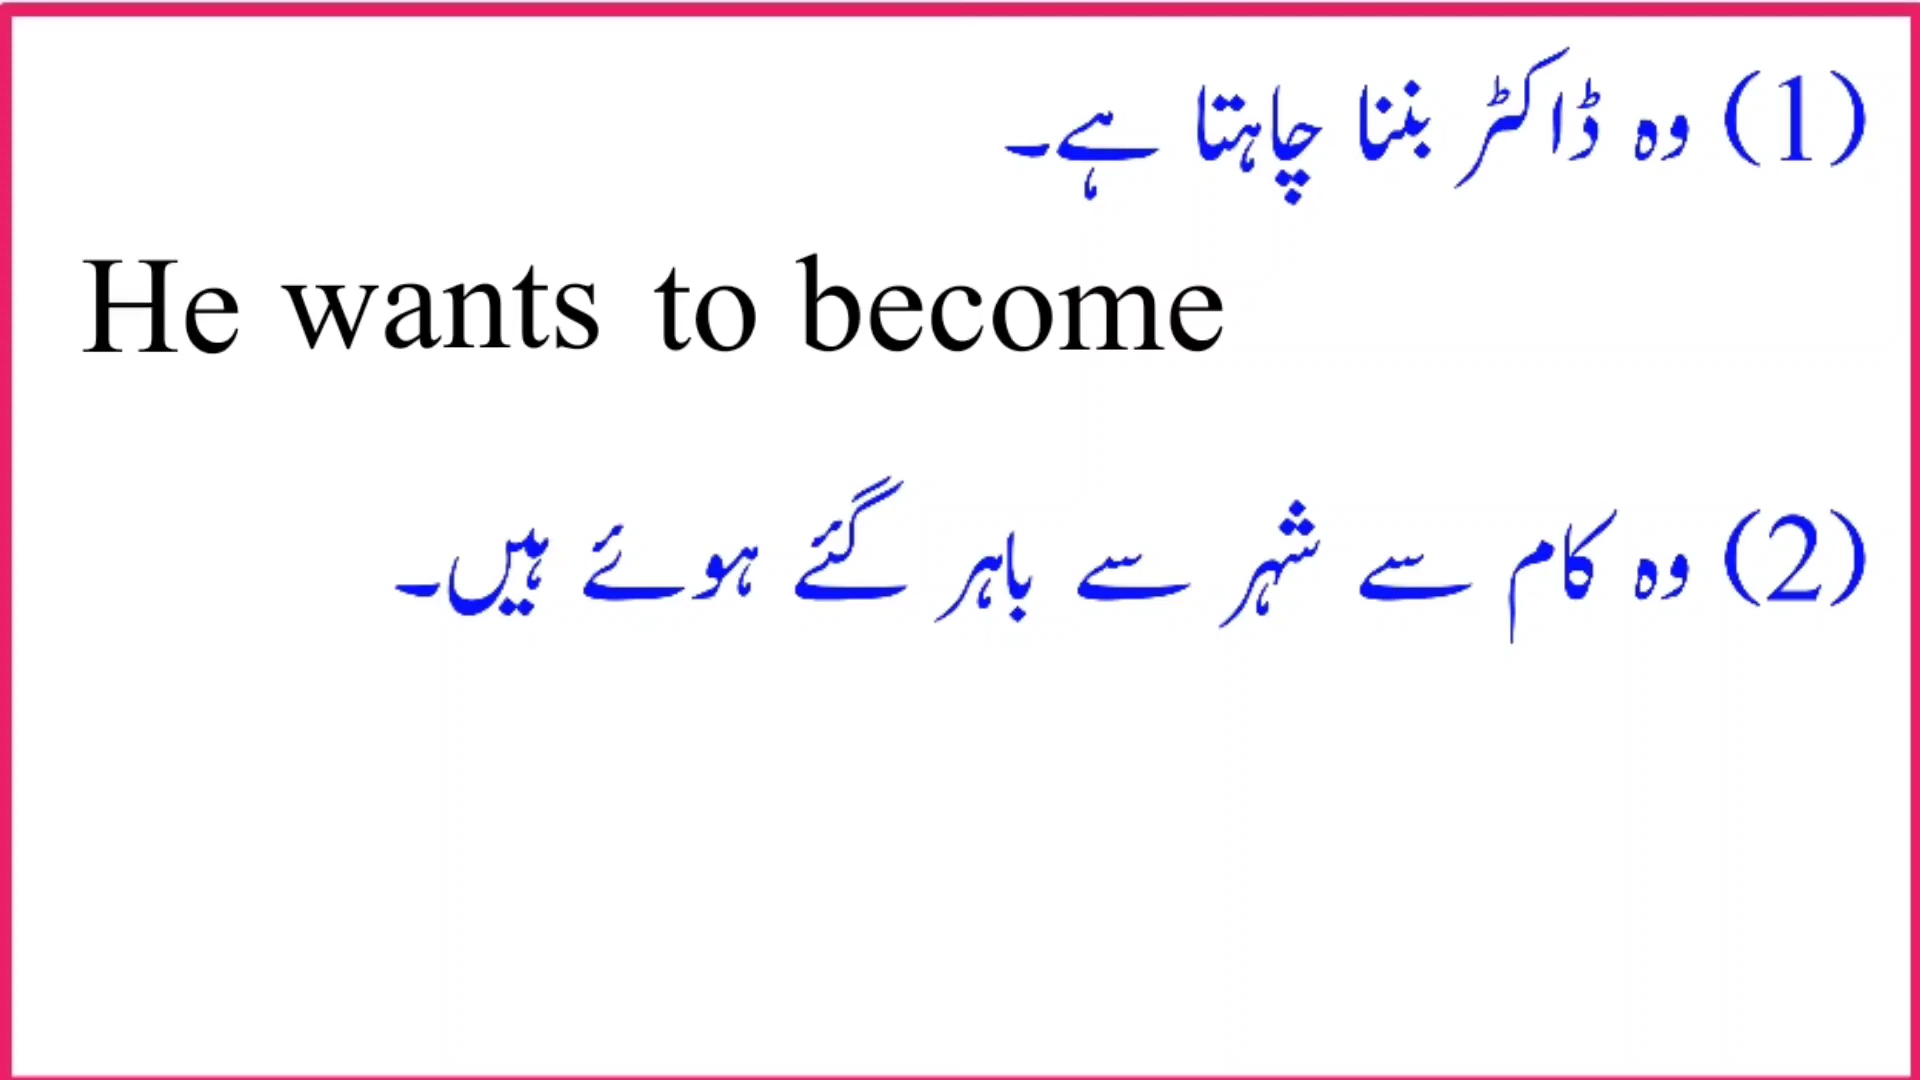 (1) وہ ڈاکٹر بننا چاہتا ہے۔
He wants to become
(2) وہ کام سے شہر سے باہر گئے ہوئے ہیں۔